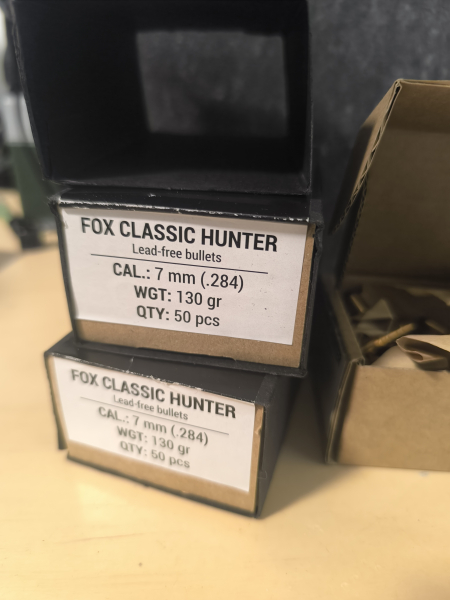 FOX CLASSIC HUNTER
Lead-free bullets
CAL.: 7 mm (.284)
WGT: 130 gr
QTY: 50 pcs
FOX CLASSIC HUNTER
Lead-free bullets
CAL.: 7 mm (.284)
WGT: 130 gr
QTY: 50 pcs